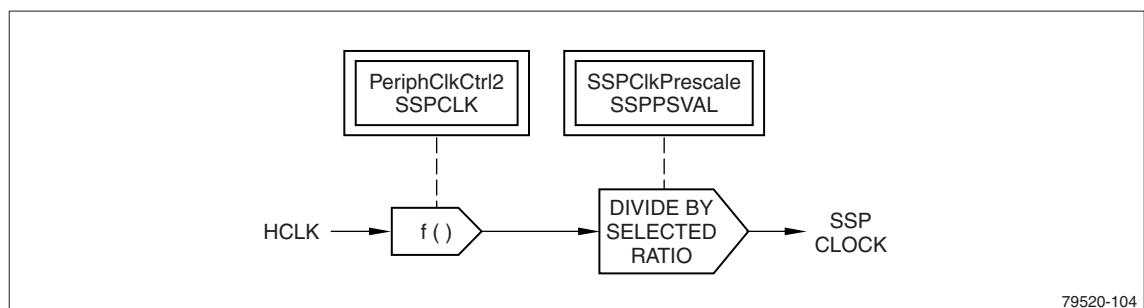 PeriphClkCtrl2
SSPCLK
SSPClkPrescale
SSPPSVAL
HCLK
f ( )
DIVIDE BY
SELECTED
RATIO
SSP
CLOCK
79520-104